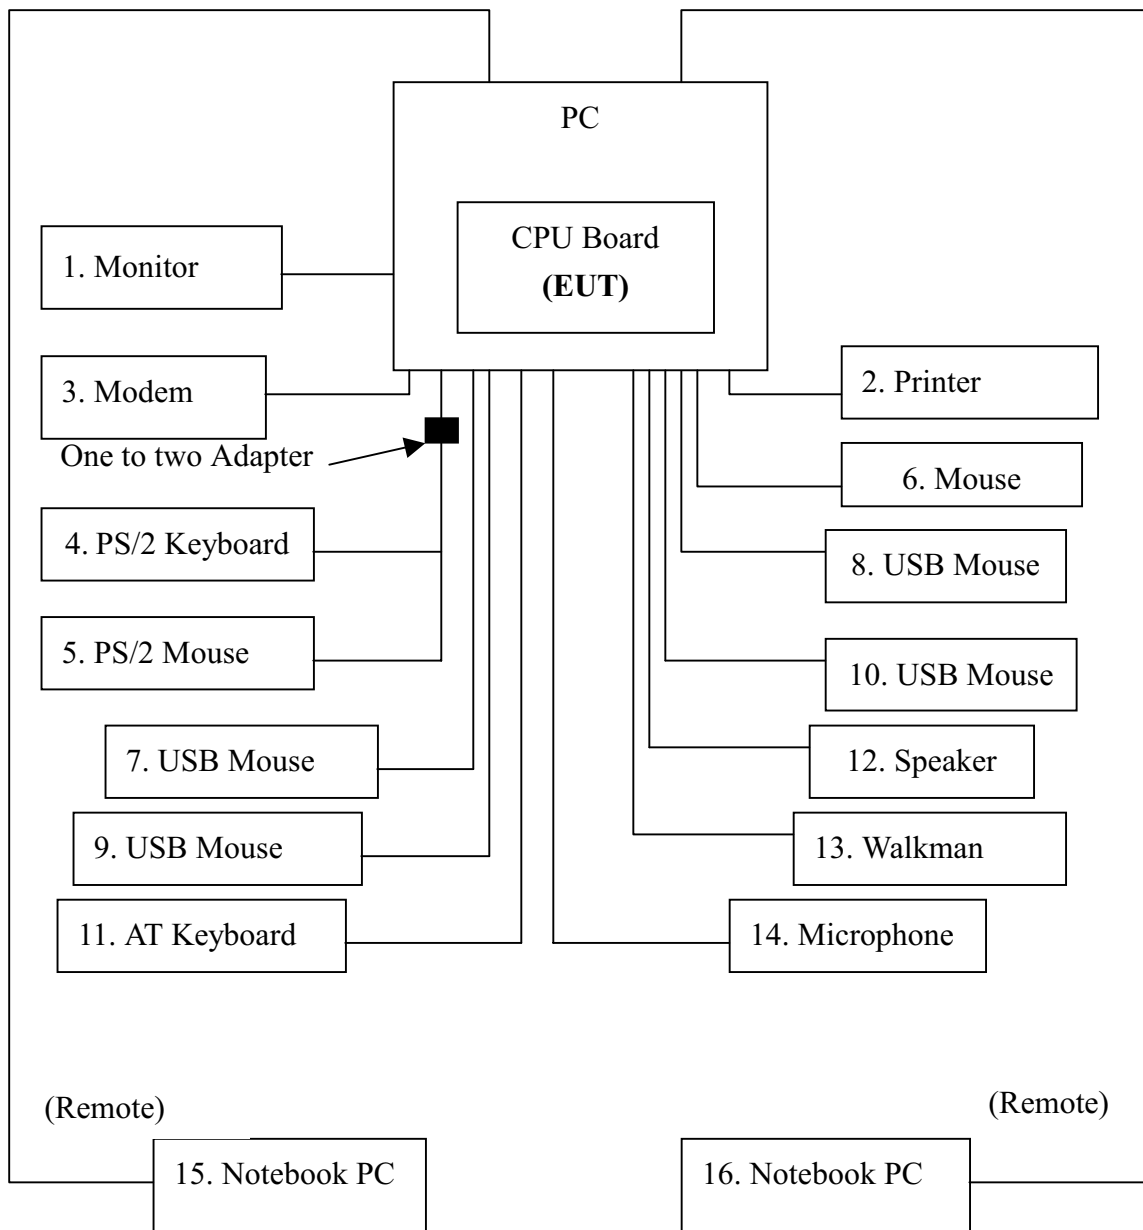 PC
CPU Board
(EUT)
1. Monitor
2. Printer
3. Modem
One to two Adapter
6. Mouse
4. PS/2 Keyboard
8. USB Mouse
5. PS/2 Mouse
10. USB Mouse
7. USB Mouse
12. Speaker
9. USB Mouse
13. Walkman
11. AT Keyboard
14. Microphone
(Remote)
(Remote)
15. Notebook PC
16. Notebook PC